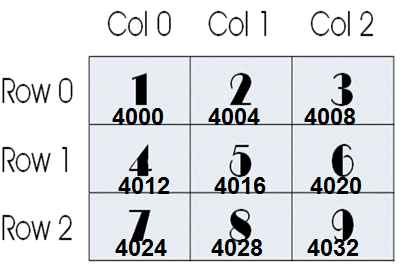 Col 0 Col 1 Col 2
Row 0 1 2 3
4000 4004 4008
Row 1 4 5 6
4012 4016 4020
Row 2 7 8 9
4024 4028 4032